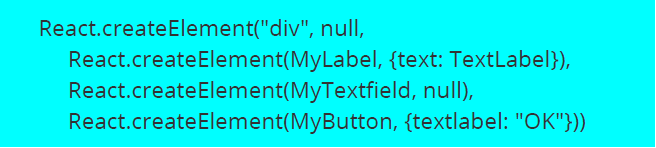 React.createElement("div", null,
React.createElement(MyLabel, {text: TextLabel}),
React.createElement(MyTextfield, null),
React.createElement(MyButton, {textlabel: "OK"}))